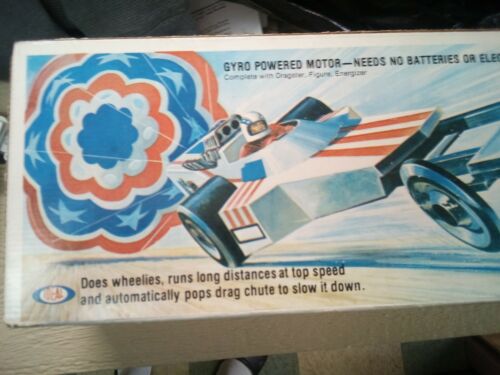 GYRO POWERED MOTOR—NEEDS NO BATTERIES OR
Complete with Dragster, Figure, Energizer
Does wheelies, runs long distances at top speed
and automatically pops drag chute to slow it down.
IDEAL